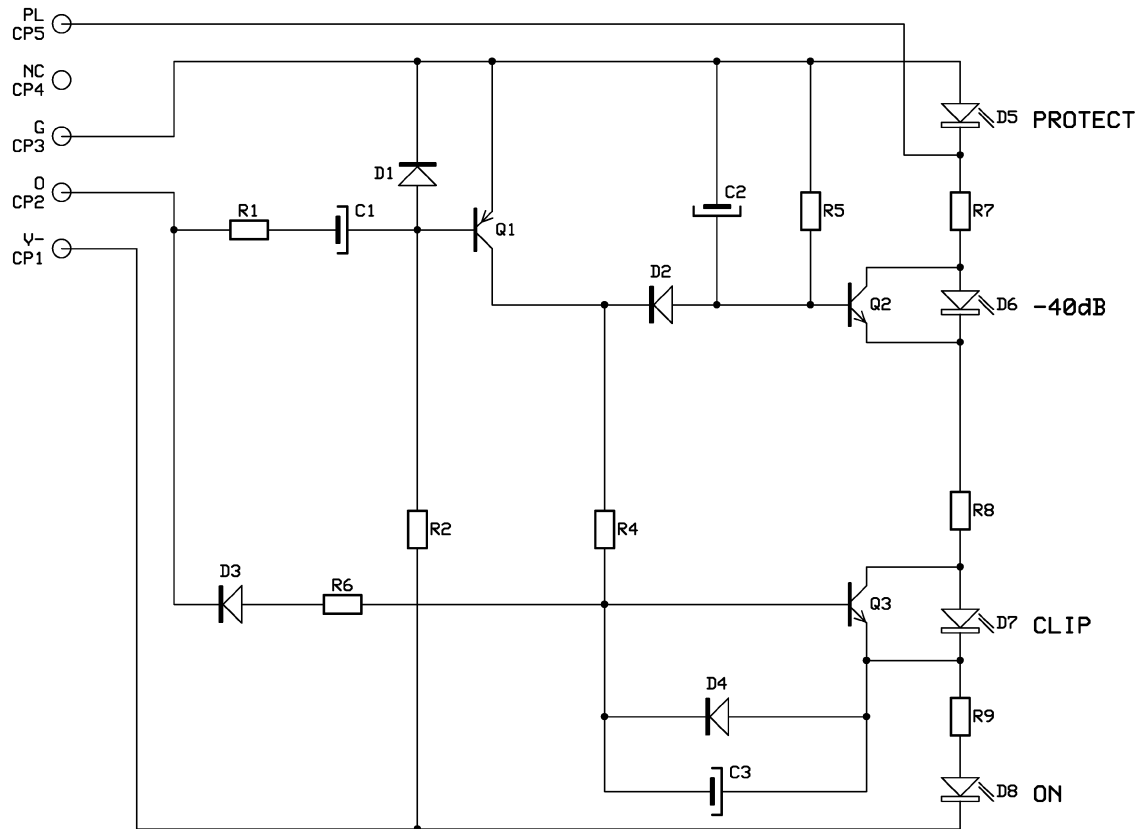 PL
CP5
NC
CP4
G
CP3
O
CP2
V-
CP1
D5 PROTECT
D1
C2
R5
R7
R1
C1
Q1
D2
Q2
D6 -40dB
R2
R4
R8
D3
R6
Q3
D7 CLIP
D4
R9
C3
D8 ON